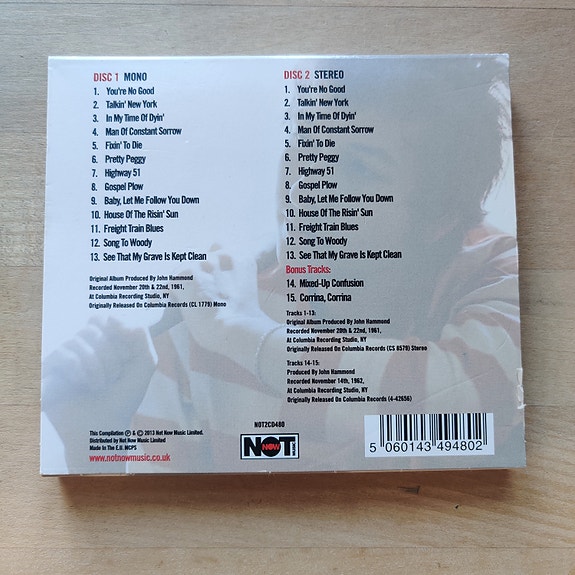 DISC 1 MONO
1. You're No Good
2. Talkin' New York
3. In My Time Of Dyin'
4. Man Of Constant Sorrow
5. Fixin' To Die
6. Pretty Peggy
7. Highway 51
8. Gospel Plow
9. Baby, Let Me Follow You Down
10. House Of The Risin' Sun
11. Freight Train Blues
12. Song To Woody
13. See That My Grave Is Kept Clean
Original Album Produced By John Hammond
Recorded November 20th & 22nd, 1961,
At Columbia Recording Studio, NY
Originally Released On Columbia Records (CL 1779) Mono
DISC 2 STEREO
1. You're No Good
2. Talkin' New York
3. In My Time Of Dyin'
4. Man Of Constant Sorrow
5. Fixin' To Die
6. Pretty Peggy
7. Highway 51
8. Gospel Plow
9. Baby, Let Me Follow You Down
10. House Of The Risin' Sun
11. Freight Train Blues
12. Song To Woody
13. See That My Grave Is Kept Clean
Bonus Tracks:
14. Mixed-Up Confusion
15. Corrina, Corrina
Tracks 1-13:
Original Album Produced By John Hammond
Recorded November 20th & 22nd, 1961,
At Columbia Recording Studio, NY
Originally Released On Columbia Records (CS 8579) Stereo
Tracks 14-15:
Produced By John Hammond
Recorded November 14th, 1962,
At Columbia Recording Studio, NY
Originally Released On Columbia Records (4-42656)
This Compilation ℗ & © 2013 Not Now Music Limited.
Distributed by Not Now Music Limited
Made In The E.U. MCPS
www.notnowmusic.co.uk
NOT2CD480
NOT NOW MUSIC
5 060143 494802